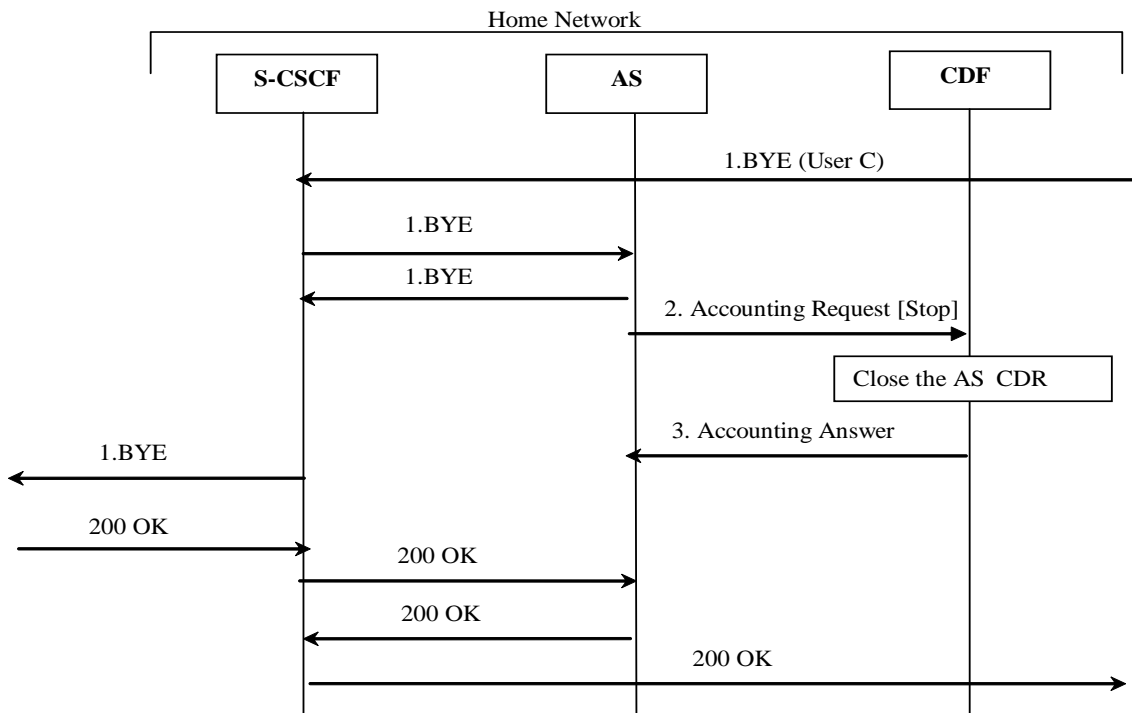 Home Network
S-CSCF
AS
CDF
1.BYE (User C)
1.BYE
1.BYE
2. Accounting Request [Stop]
Close the AS  CDR
3. Accounting Answer
1.BYE
200 OK
200 OK
200 OK
200 OK